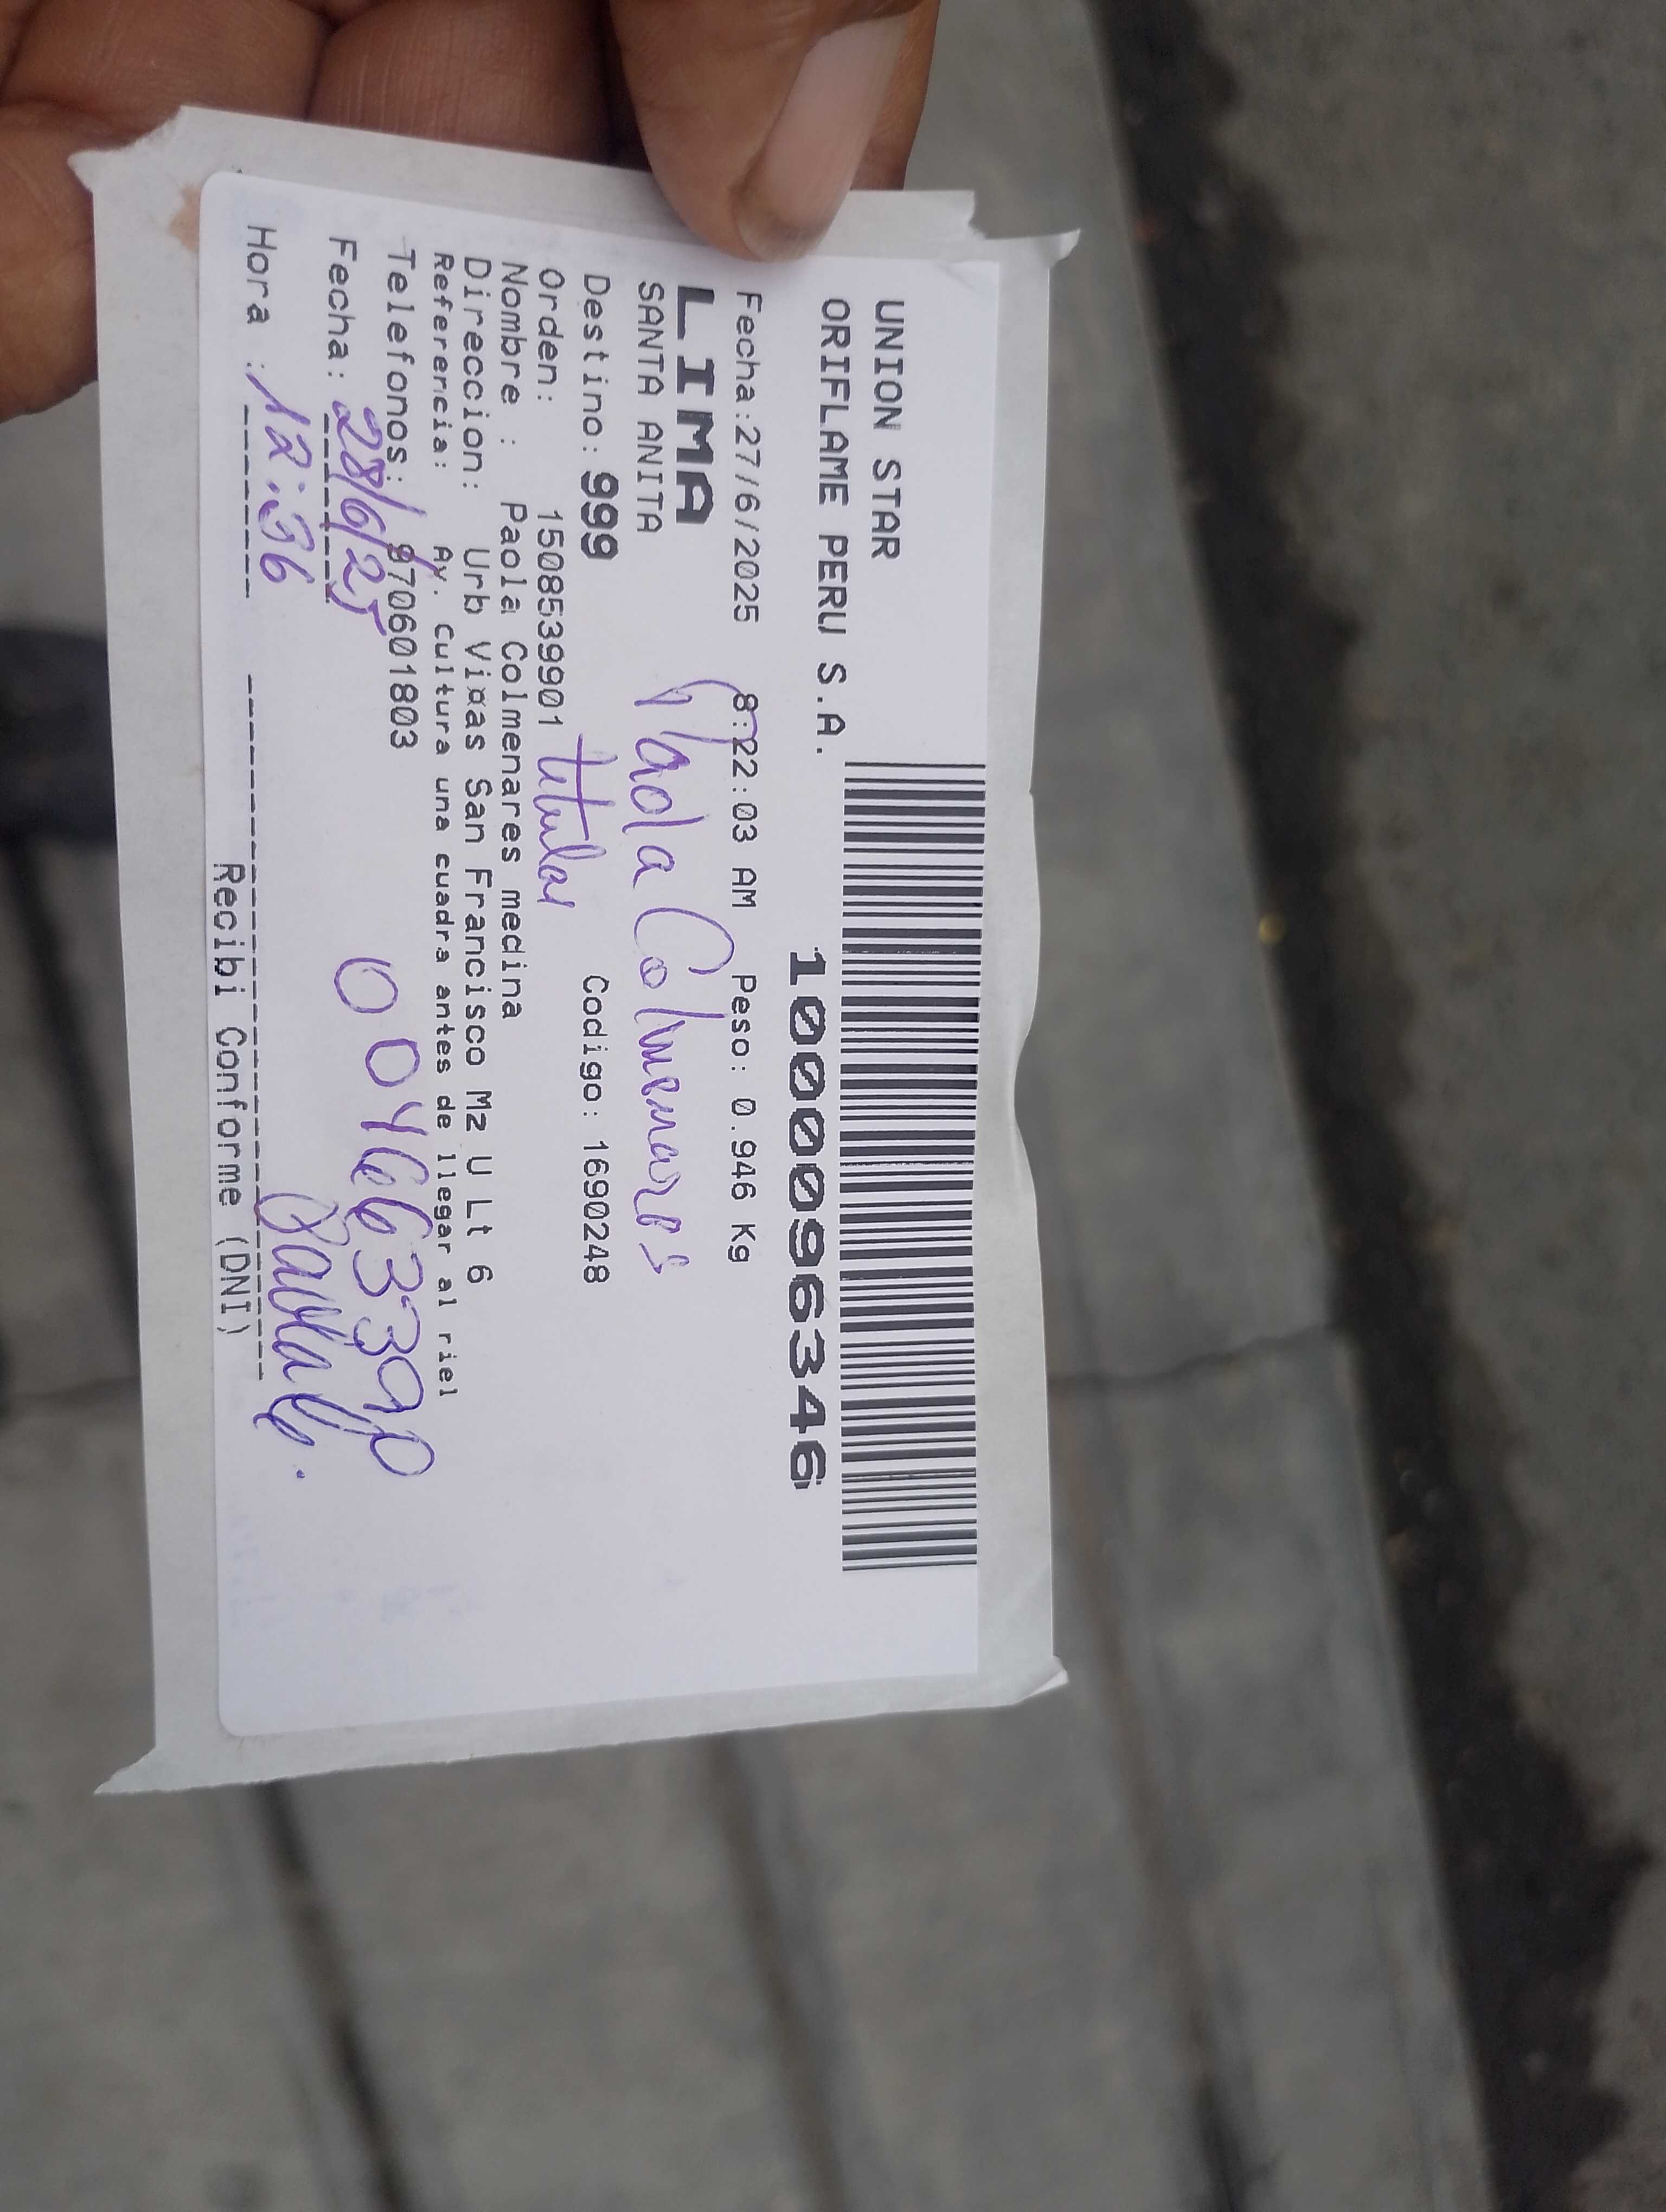 UNION STAR
ORIFLAME PERU S.A.
1000096346
Fecha:27/6/2025 8:22:03 AM Peso: 0.946 Kg
LIMA
SANTA ANITA
Paola Colmenares
Destino: 999 Codigo: 1690248
Orden: 1508539901 titular
Nombre : Paola Colmenares medina
Direccion: Urb Viñas San Francisco Mz U Lt 6
Referencia: Av. cultura una cuadra antes de llegar al riel
Telefonos: 970601803
004663390
Fecha: 28/6/25
Hora : 12:36
Recibi Conforme (DNI)